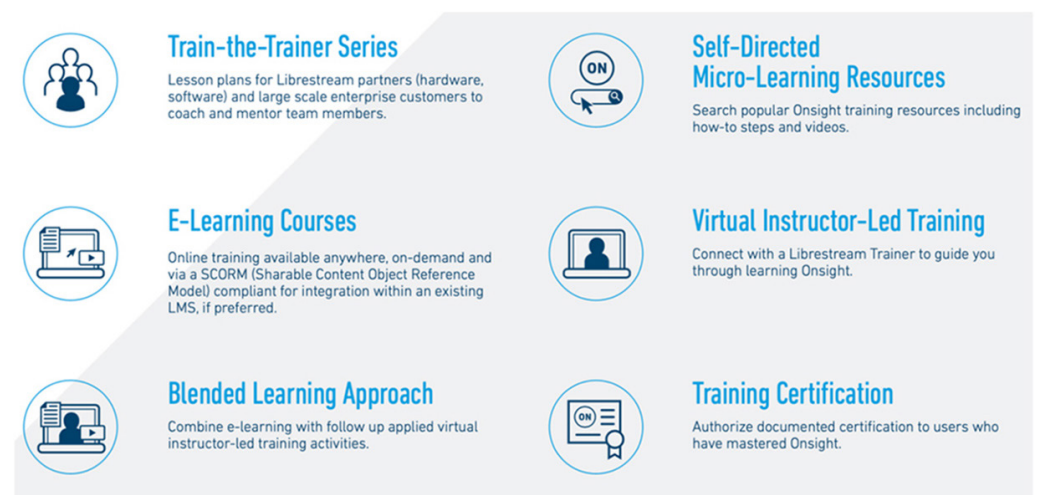 Train-the-Trainer Series
Lesson plans for Librestream partners (hardware,
software) and large scale enterprise customers to
coach and mentor team members.
ON
Self-Directed
Micro-Learning Resources
Search popular Onsight training resources including
how-to steps and videos.
E-Learning Courses
Online training available anywhere, on-demand and
via a SCORM (Sharable Content Object Reference
Model) compliant for integration within an existing
LMS, if preferred.
Virtual Instructor-Led Training
Connect with a Librestream Trainer to guide you
through learning Onsight.
Blended Learning Approach
Combine e-learning with follow up applied virtual
instructor-led training activities.
ON
Training Certification
Authorize documented certification to users who
have mastered Onsight.